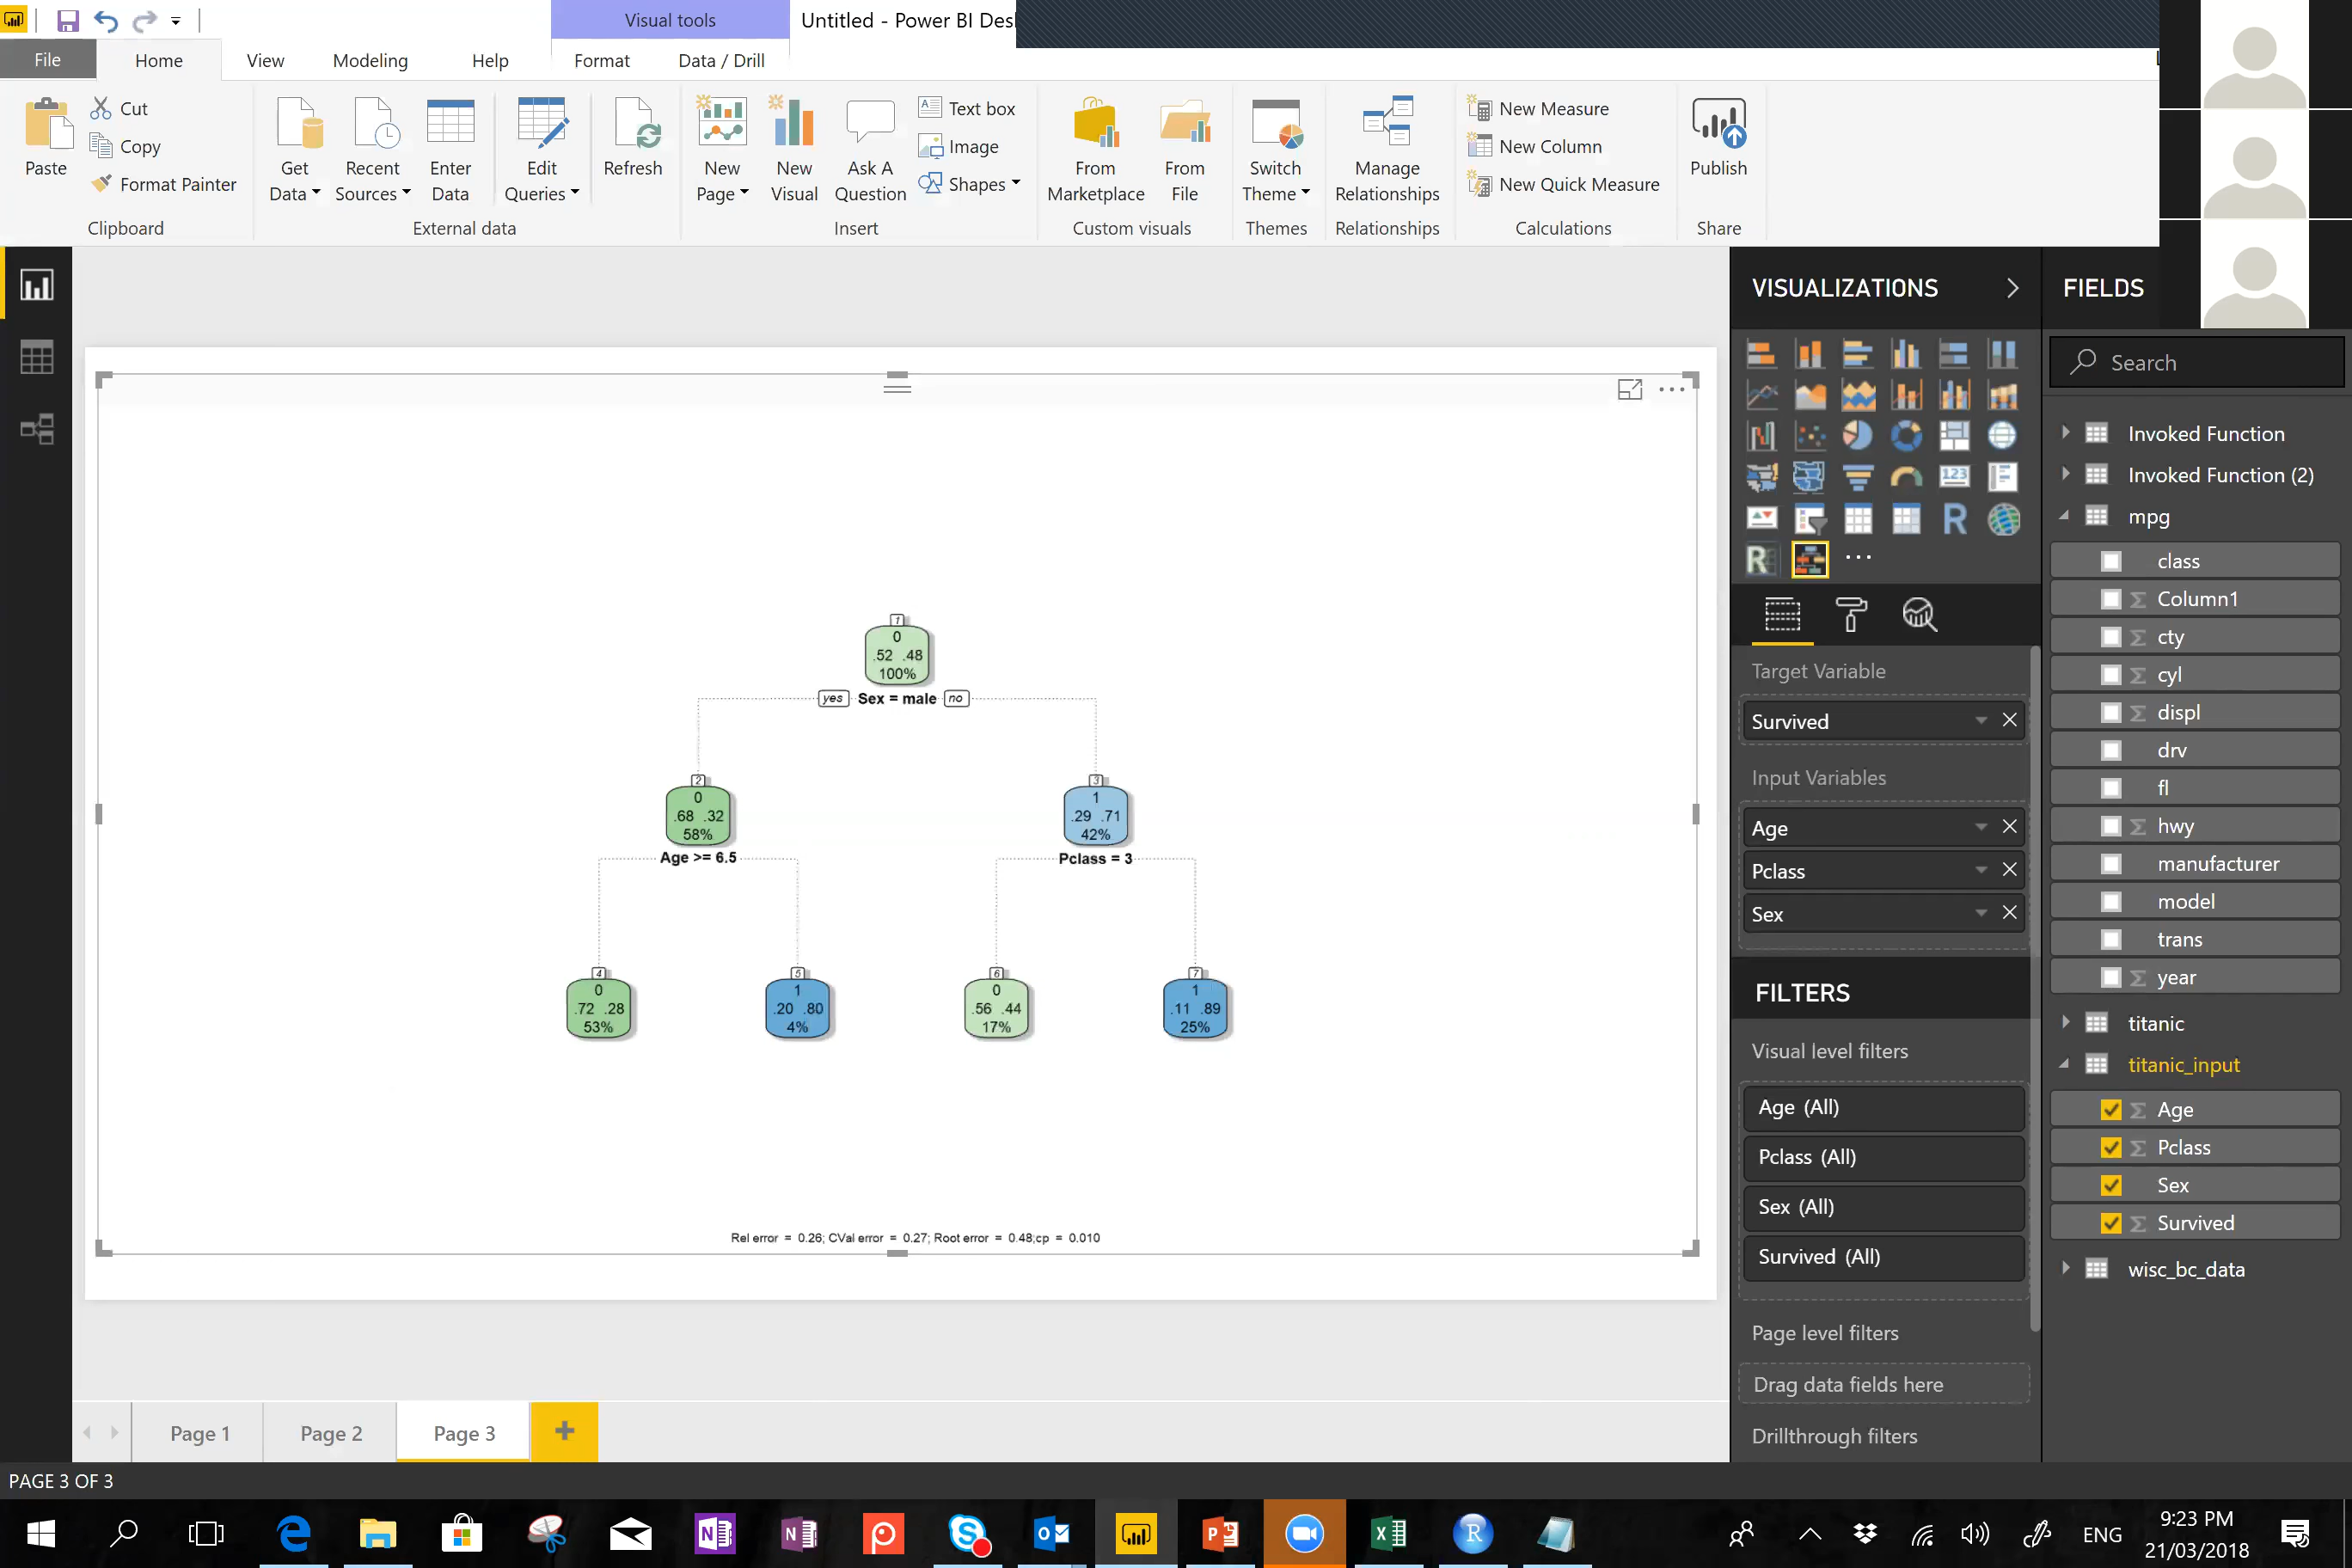 Visual tools
Untitled - Power BI Des
File
Home
View
Modeling
Help
Format
Data / Drill
Paste
Cut
Copy
Format Painter
Clipboard
Get
Data
Recent
Sources
Enter
Data
Edit
Queries
Refresh
External data
New
Page
New
Visual
Ask A
Question
Text box
Image
Shapes
Insert
From
Marketplace
From
File
Custom visuals
Switch
Theme
Themes
Manage
Relationships
Relationships
New Measure
New Column
New Quick Measure
Calculations
Publish
Share
1
0
.52 .48
100%
yes Sex = male no
2
0
.68 .32
58%
Age >= 6.5
3
1
.29 .71
42%
Pclass = 3
4
0
.72 .28
53%
5
1
.20 .80
4%
6
0
.56 .44
17%
7
1
.11 .89
25%
Rel error = 0.26; CVal error = 0.27; Root error = 0.48;cp = 0.010
VISUALIZATIONS
123
R
R
Target Variable
Survived
Input Variables
Age
Pclass
Sex
FILTERS
Visual level filters
Age (All)
Pclass (All)
Sex (All)
Survived (All)
Page level filters
Drag data fields here
Drillthrough filters
FIELDS
Search
Invoked Function
Invoked Function (2)
mpg
class
Column1
cty
cyl
displ
drv
fl
hwy
manufacturer
model
trans
year
titanic
titanic_input
Age
Pclass
Sex
Survived
wisc_bc_data
Page 1
Page 2
Page 3
PAGE 3 OF 3
ENG
9:23 PM
21/03/2018